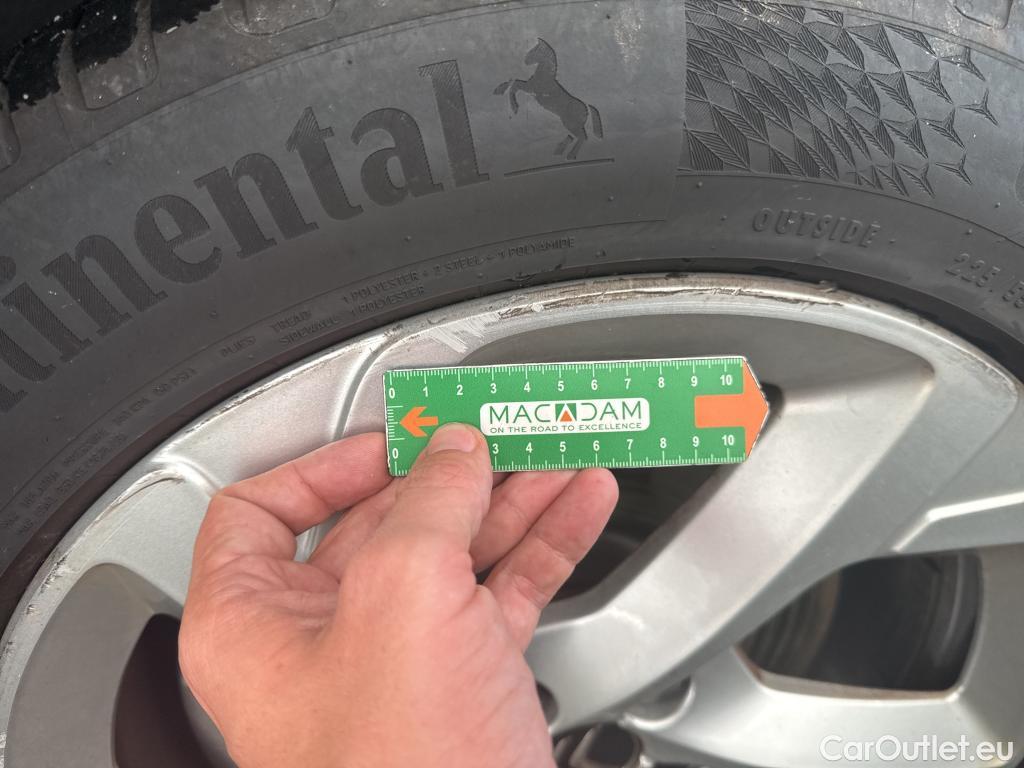 ntinental
OUTSIDE
235 55
PLIES: TREAD 1 POLYESTER + 2 STEEL + 1 POLYAMIDE
SIDEWALL 1 POLYESTER
0 1 2 3 4 5 6 7 8 9 10
MACADAM
ON THE ROAD TO EXCELLENCE
0 3 4 5 6 8 9 10
CarOutlet.eu